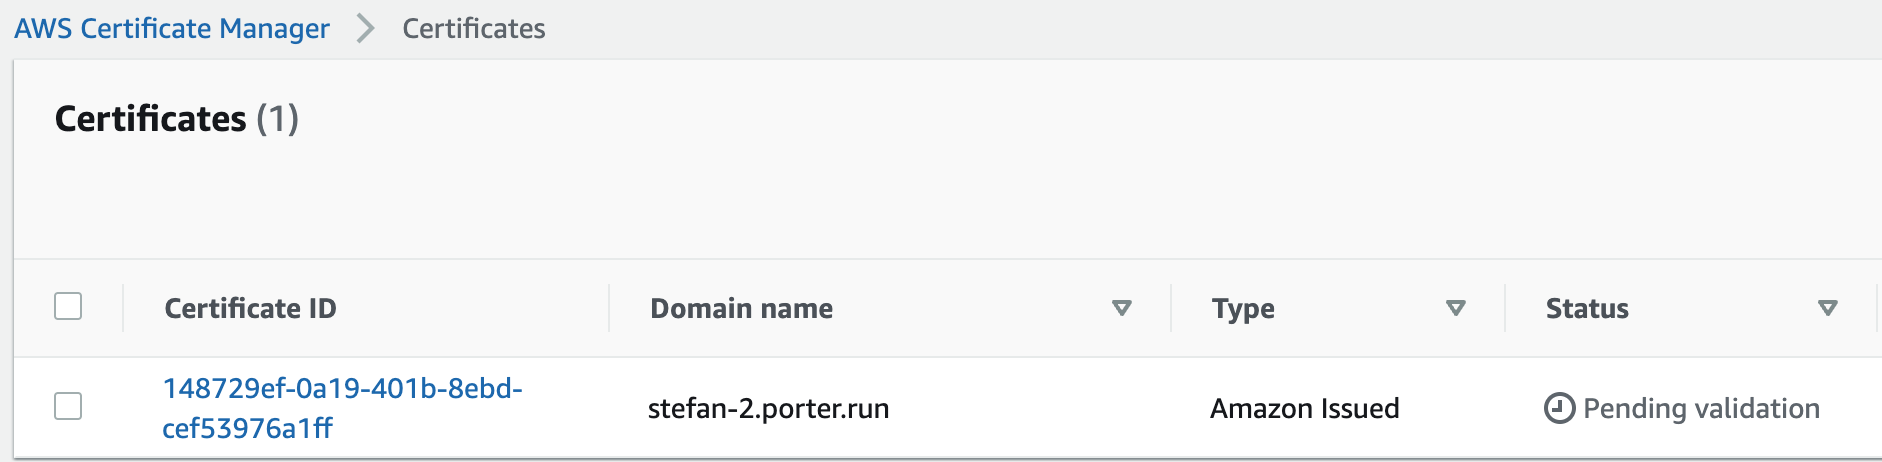 AWS Certificate Manager > Certificates
Certificates (1)
Certificate ID Domain name Type Status
148729ef-0a19-401b-8ebd-
cef53976a1ff
stefan-2.porter.run Amazon Issued Pending validation